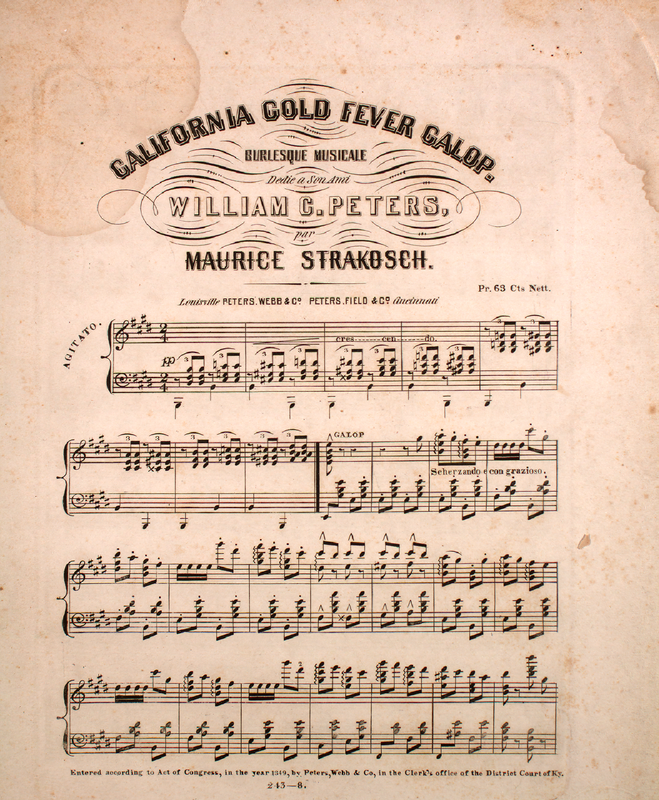 CALIFORNIA GOLD FEVER GALOP.
BURLESQUE MUSICALE
Dedie a Son Ami
WILLIAM C. PETERS,
par
MAURICE STRAKOSCH.
Pr. 63 Cts Nett.
Louisville PETERS, WEBB & Co PETERS, FIELD & Co Cincinnati
AGITATO.
pp
cres----cen----do.
GALOP
Scherzando e con grazioso.
Entered according to Act of Congress, in the year 1849, by Peters, Webb & Co, in the Clerk's office of the District Court of Ky.
243—8.